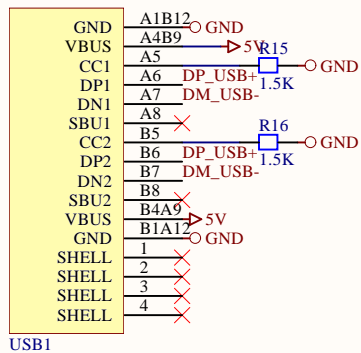 GND A1B12 GND
VBUS A4B9 5V R15
CC1 A5 GND
DP1 A6 DP_USB+ 1.5K
DN1 A7 DM_USB-
SBU1 A8
CC2 B5 R16 GND
DP2 B6 DP_USB+ 1.5K
DN2 B7 DM_USB-
SBU2 B8
VBUS B4A9 5V
GND B1A12 GND
SHELL 1
SHELL 2
SHELL 3
SHELL 4
USB1